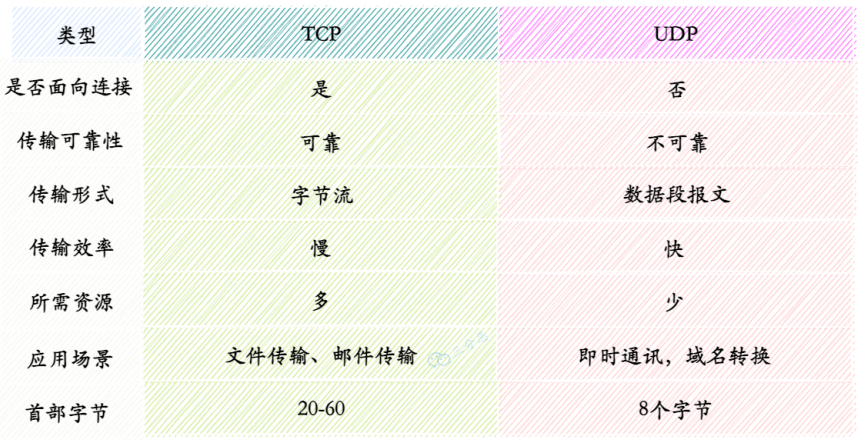 类型 TCP UDP
是否面向连接 是 否
传输可靠性 可靠 不可靠
传输形式 字节流 数据段报文
传输效率 慢 快
所需资源 多 少
应用场景 文件传输、邮件传输 即时通讯，域名转换
首部字节 20-60 8个字节